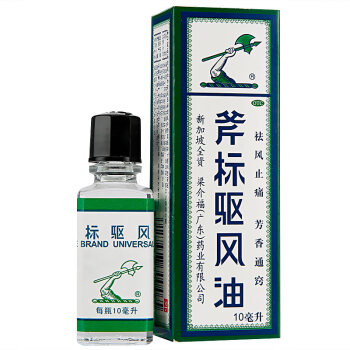 标驱风
BRAND UNIVERSAL
每瓶10毫升
®
OTC
祛风止痛 芳香通窍
斧标驱风油
新加坡全资 梁介福(广东)药业有限公司
10毫升
®